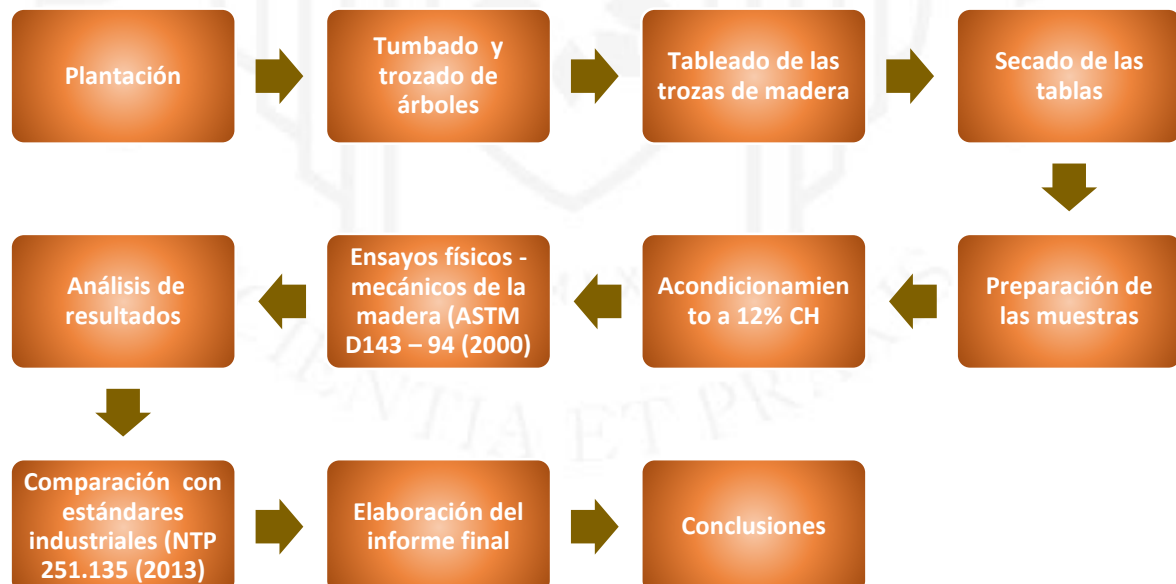 Plantación
Tumbado y
trozado de
árboles
Tableado de las
trozas de madera
Secado de las
tablas
Preparación de
las muestras
Acondicionamien
to a 12% CH
Ensayos físicos -
mecánicos de la
madera (ASTM
D143 – 94 (2000)
Análisis de
resultados
Comparación con
estándares
industriales (NTP
251.135 (2013)
Elaboración del
informe final
Conclusiones